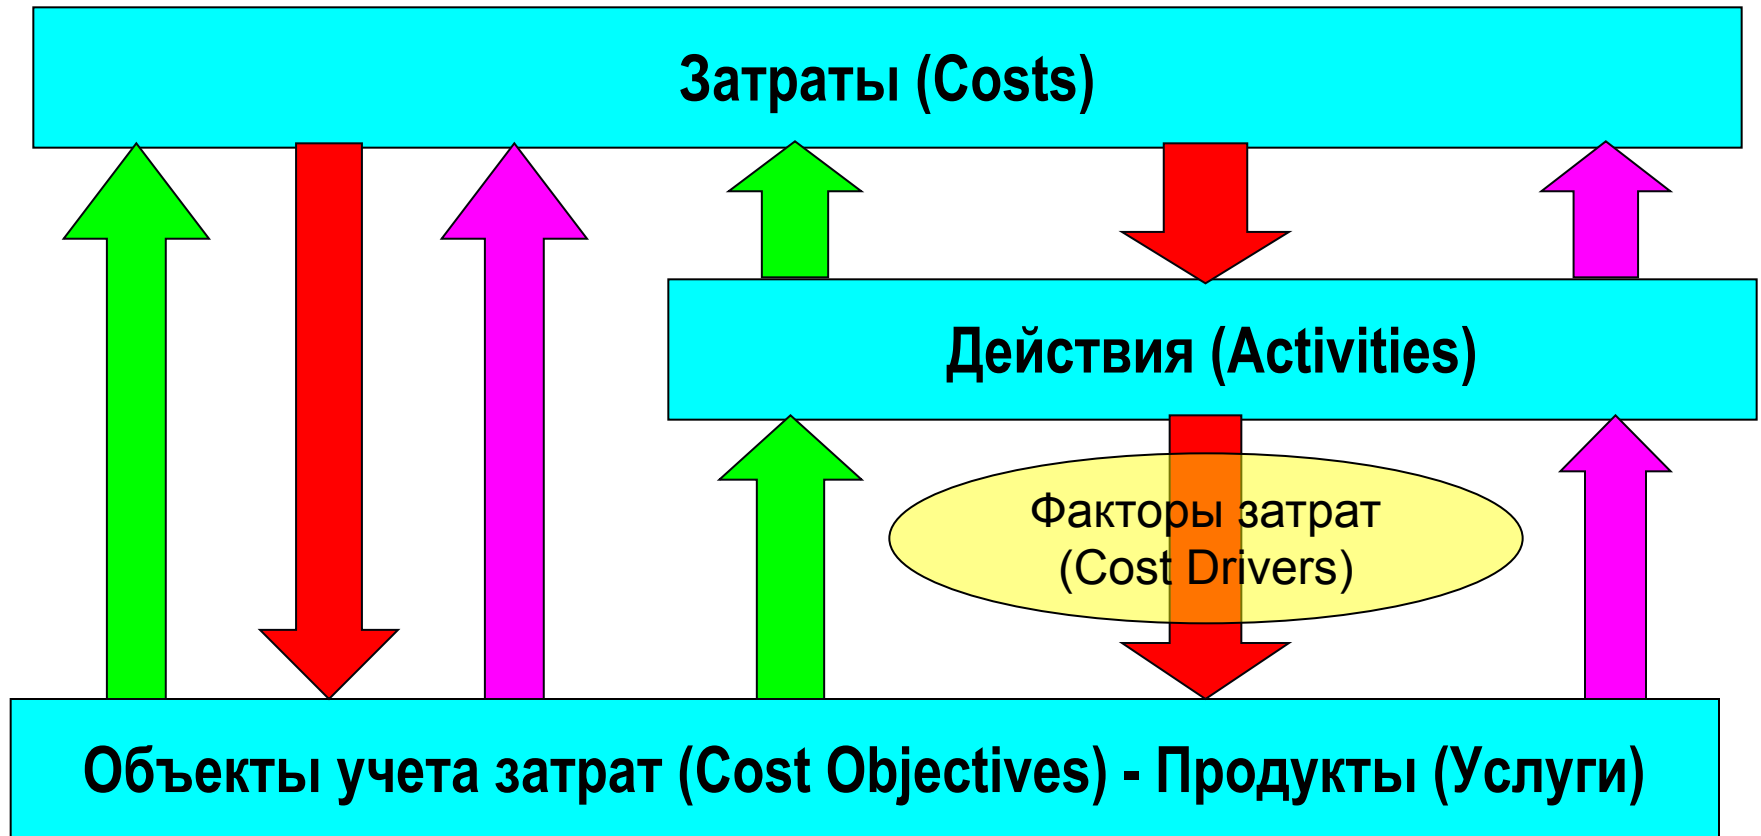 Затраты (Costs)
Действия (Activities)
Факторы затрат
(Cost Drivers)
Объекты учета затрат (Cost Objectives) - Продукты (Услуги)